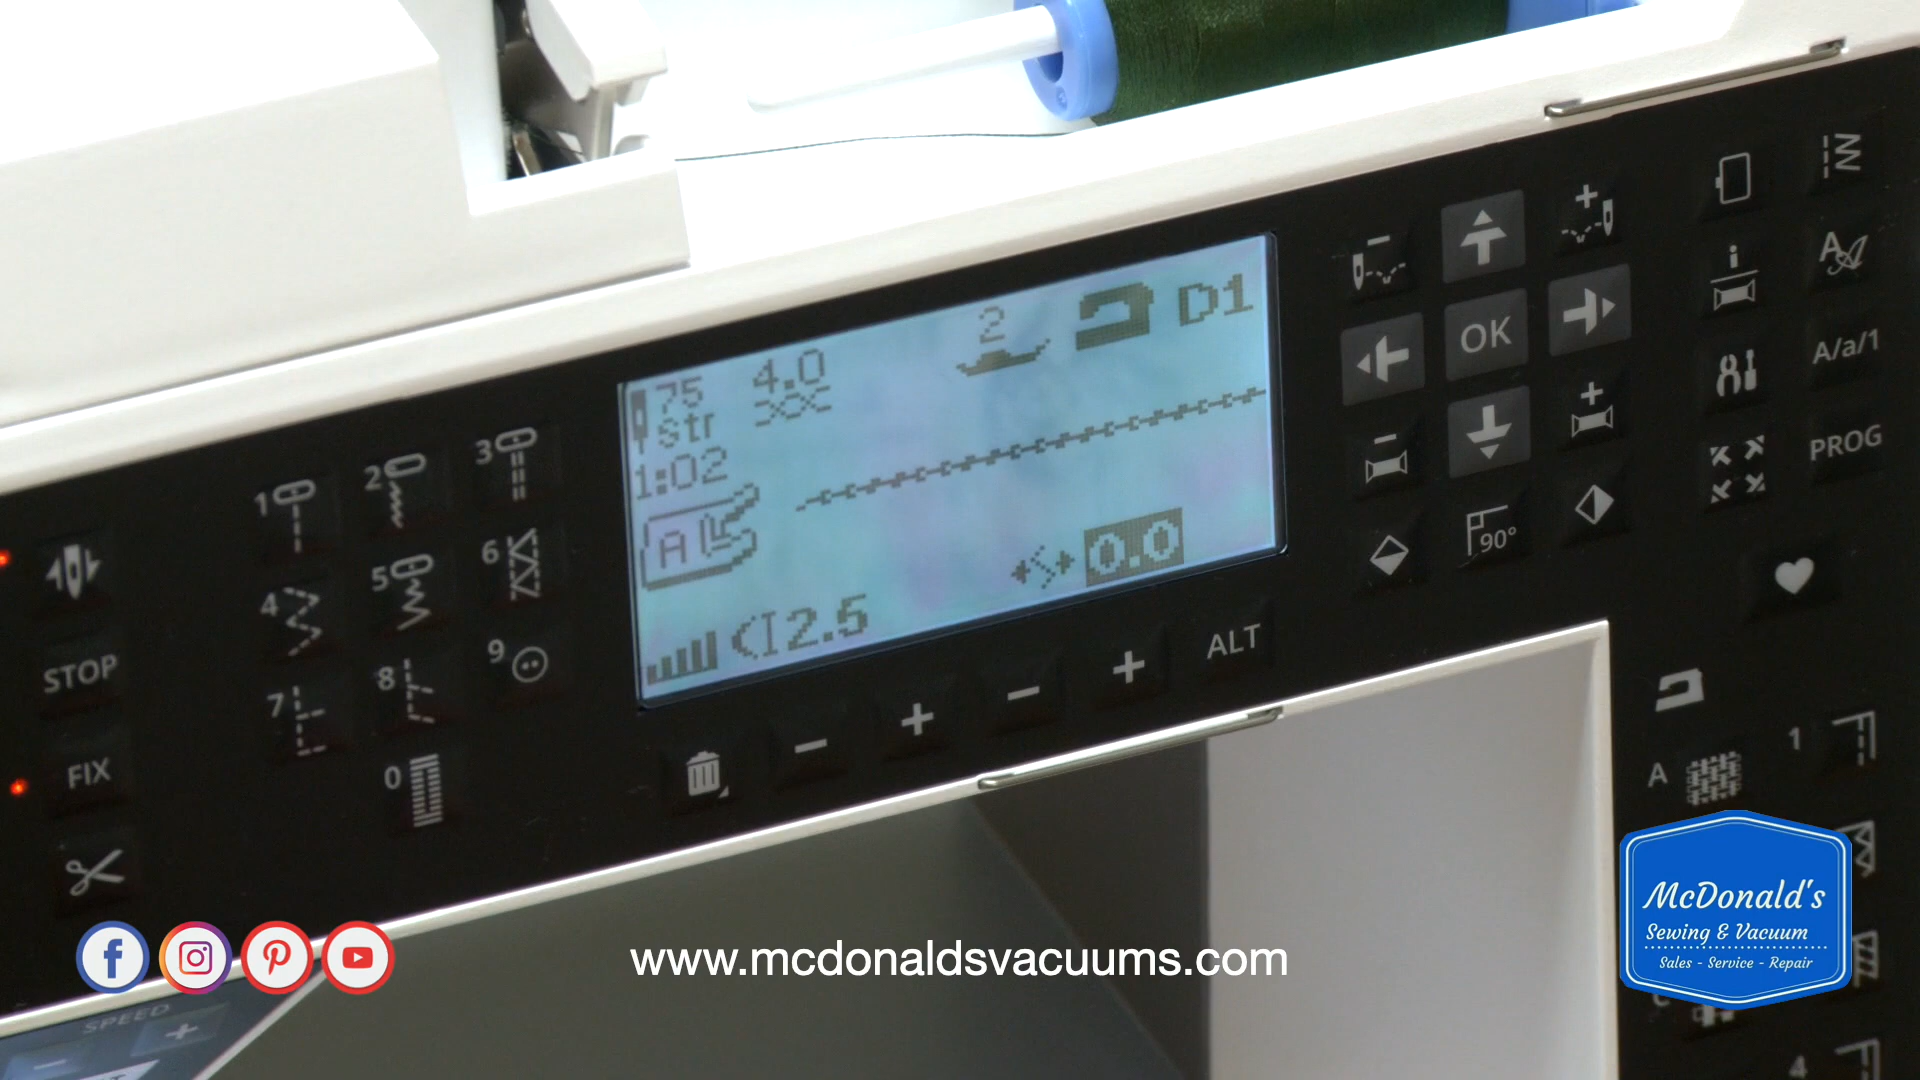 75
4.0
2
D1
Str
1:02
A
0.0
2.5
1
2
3
4
5
6
7
8
9
0
STOP
FIX
SPEED
+
-
- + - + ALT
- +
OK
- +
90°
A
A/a/1
PROG
1
A
4
McDonald's
Sewing & Vacuum
Sales - Service - Repair
www.mcdonaldsvacuums.com